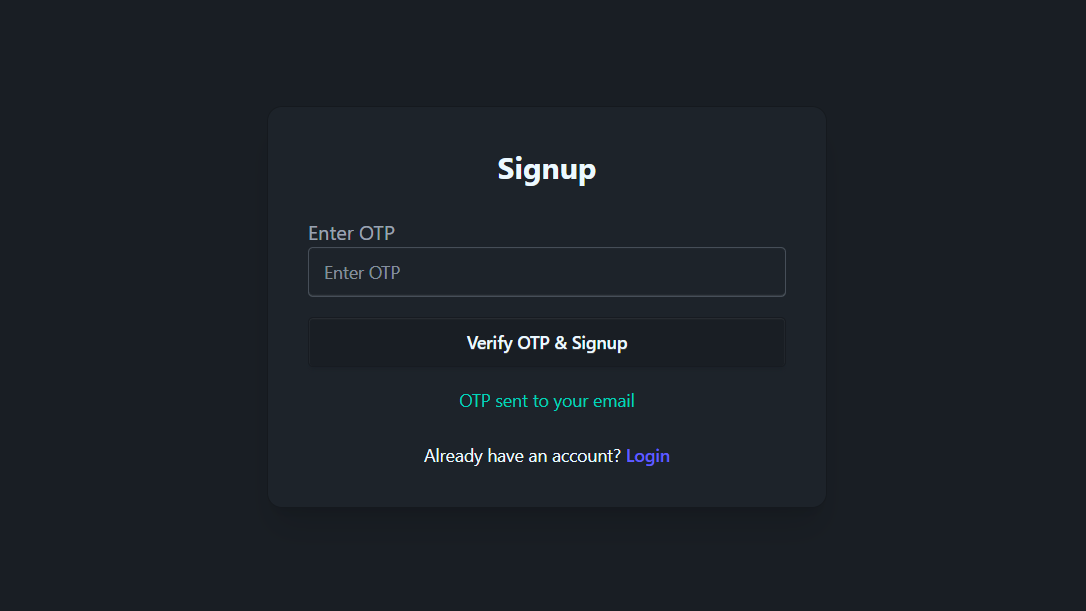 Signup
Enter OTP
Enter OTP
Verify OTP & Signup
OTP sent to your email
Already have an account? Login